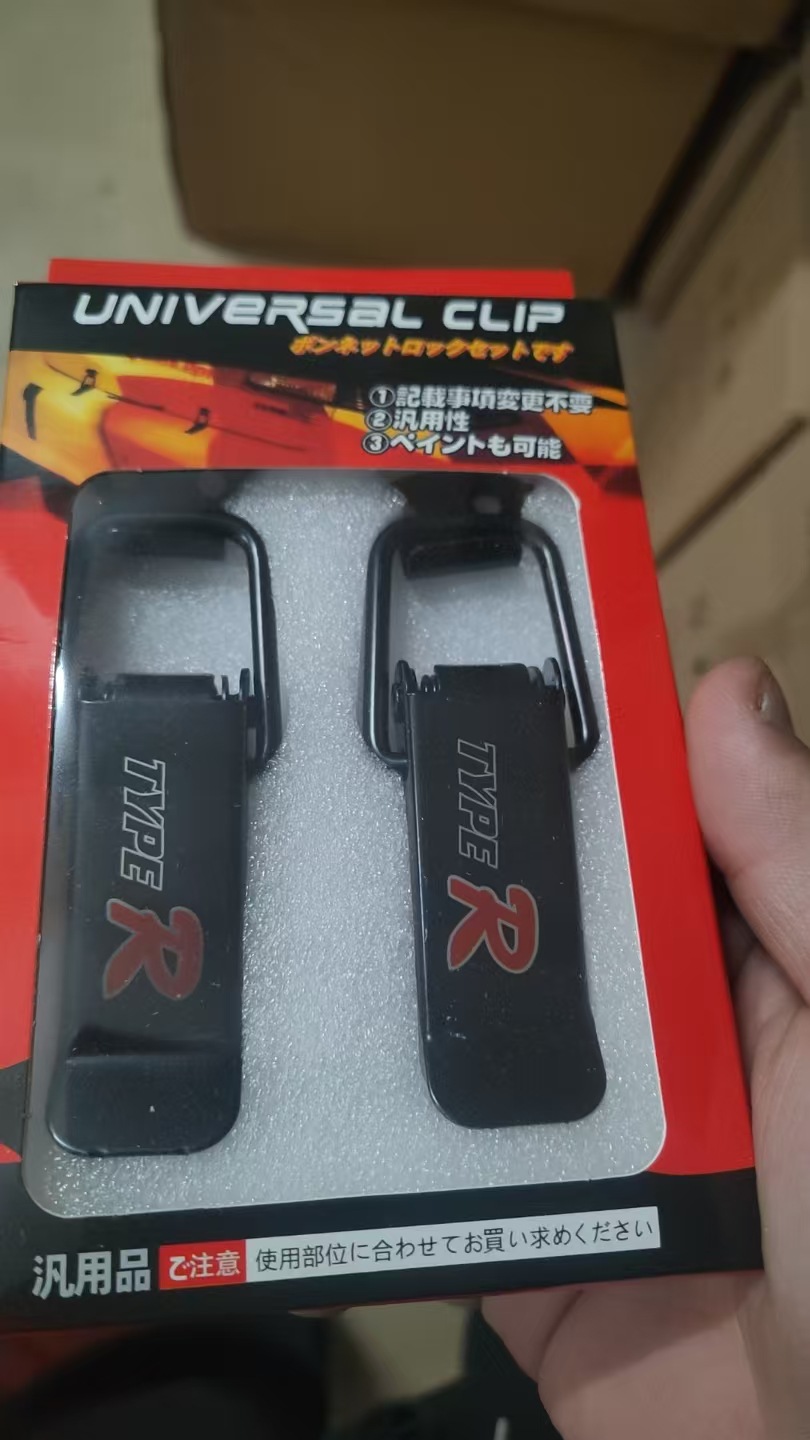 UNIVERSAL CLIP
ボンネットロックセットです
①記載事項変更不要
②汎用性
③ペイントも可能
TYPE R
TYPE R
汎用品 ご注意 使用部位に合わせてお買い求めください